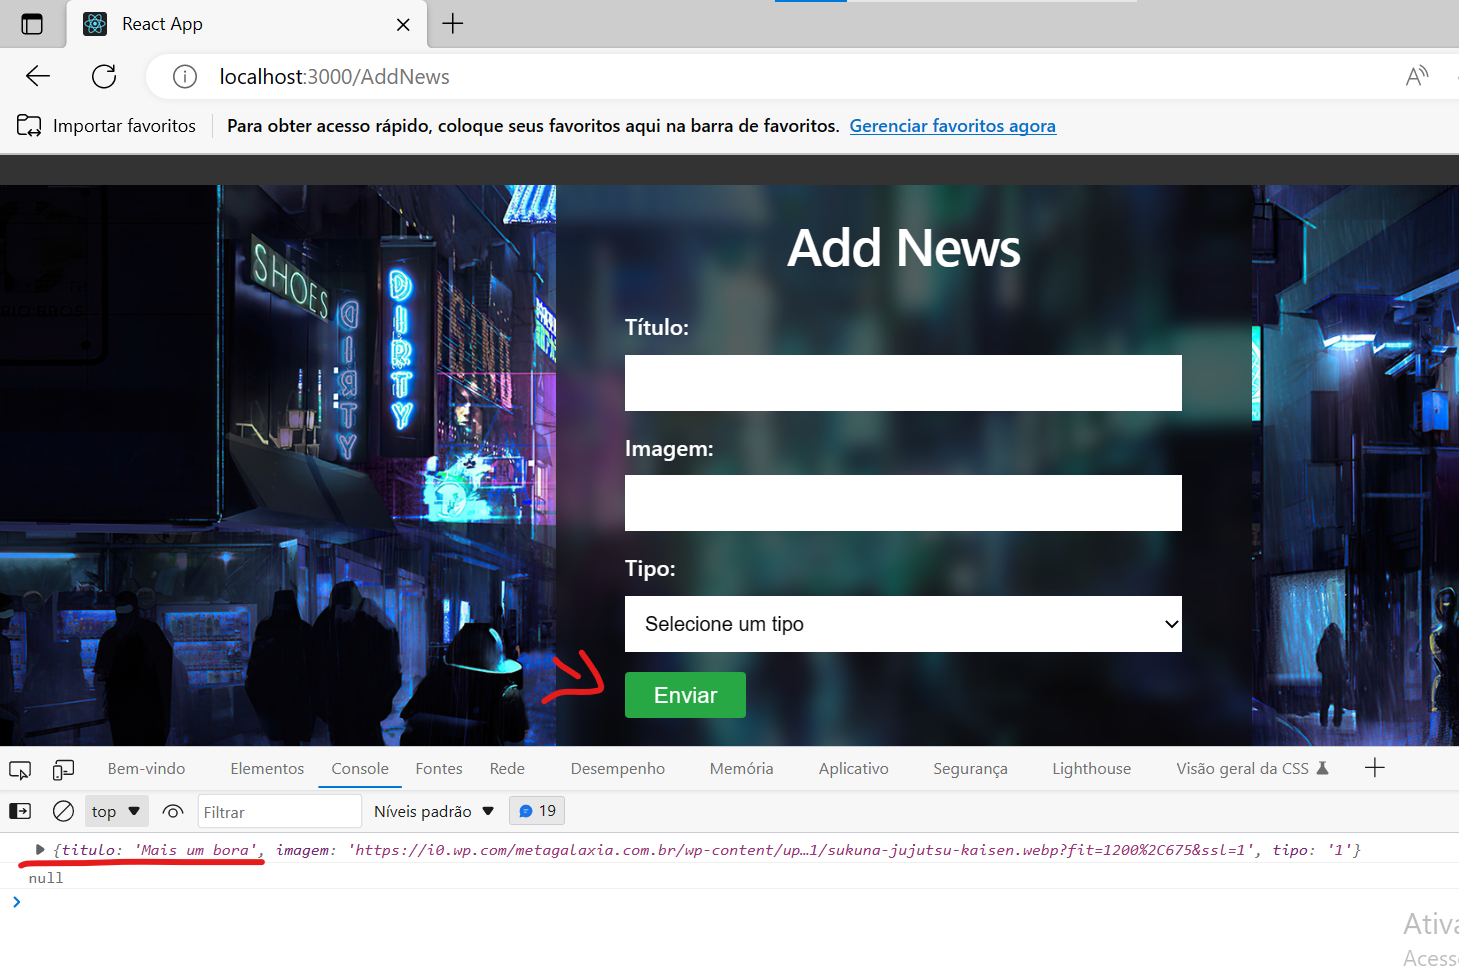 React App
localhost:3000/AddNews
Importar favoritos Para obter acesso rápido, coloque seus favoritos aqui na barra de favoritos. Gerenciar favoritos agora
SHOES
DIRTY
DIRTY
Add News
Título:
Imagem:
Tipo:
Selecione um tipo
Enviar
Bem-vindo Elementos Console Fontes Rede Desempenho Memória Aplicativo Segurança Lighthouse Visão geral da CSS
top Filtrar Níveis padrão 19
{titulo: 'Mais um bora', imagem: 'https://i0.wp.com/metagalaxia.com.br/wp-content/up…1/sukuna-jujutsu-kaisen.webp?fit=1200%2C675&ssl=1', tipo: '1'}
null
Ativa
Acess